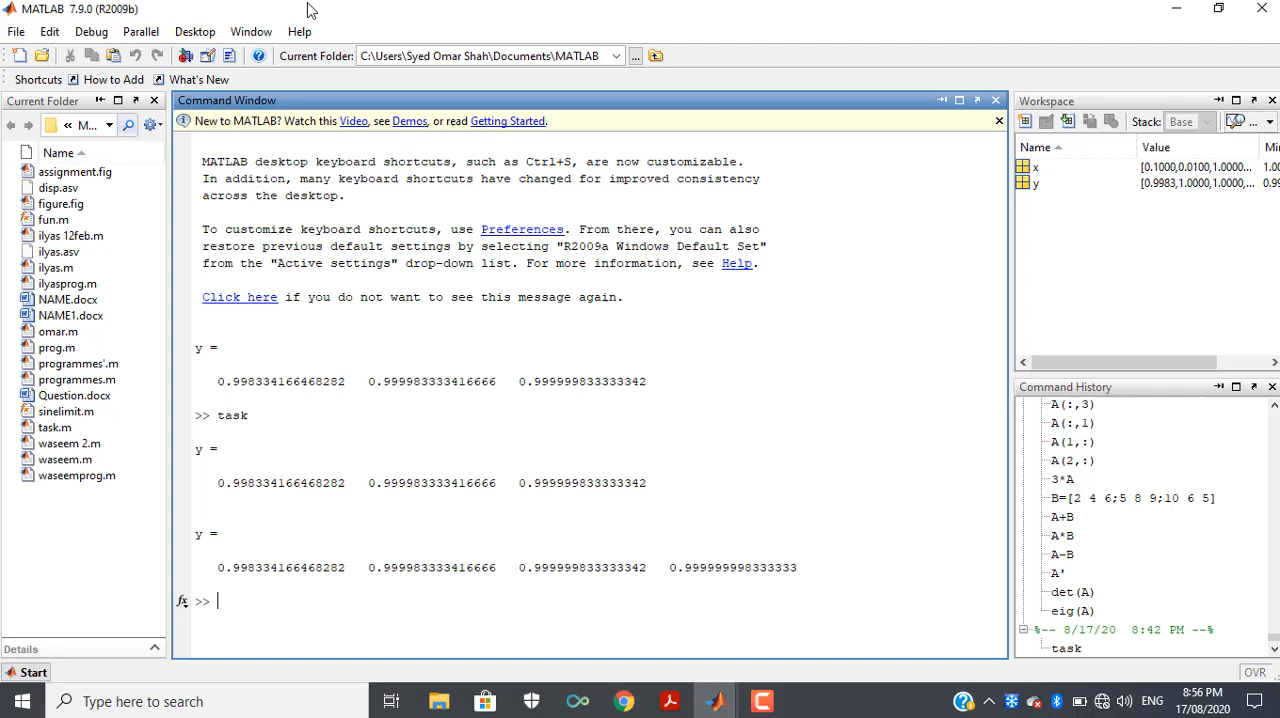 MATLAB 7.9.0 (R2009b)
File Edit Debug Parallel Desktop Window Help
Current Folder: C:\Users\Syed Omar Shah\Documents\MATLAB ...
Shortcuts How to Add What's New
Current Folder
« M...
Name
assignment.fig
disp.asv
figure.fig
fun.m
ilyas 12feb.m
ilyas.asv
ilyas.m
ilyasprog.m
NAME.docx
NAME1.docx
omar.m
prog.m
programmes'.m
programmes.m
Question.docx
sinelimit.m
task.m
waseem 2.m
waseem.m
waseemprog.m
Details
Command Window
New to MATLAB? Watch this Video, see Demos, or read Getting Started.
MATLAB desktop keyboard shortcuts, such as Ctrl+S, are now customizable.
In addition, many keyboard shortcuts have changed for improved consistency
across the desktop.
To customize keyboard shortcuts, use Preferences. From there, you can also
restore previous default settings by selecting "R2009a Windows Default Set"
from the "Active settings" drop-down list. For more information, see Help.
Click here if you do not want to see this message again.
y =
0.998334166468282 0.999983333416666 0.999999833333342
>> task
y =
0.998334166468282 0.999983333416666 0.999999833333342
y =
0.998334166468282 0.999983333416666 0.999999833333342 0.999999998333333
fx >>
Workspace
Stack: Base ...
Name Value Mi
x [0.1000,0.0100,1.0000... 1.00
y [0.9983,1.0000,1.0000,... 0.99
Command History
A(:,3)
A(:,1)
A(1,:)
A(2,:)
3*A
B=[2 4 6;5 8 9;10 6 5]
A+B
A*B
A-B
A'
det(A)
eig(A)
%-- 8/17/20 8:42 PM --%
task
Start
OVR
Type here to search
ENG
8:56 PM
17/08/2020